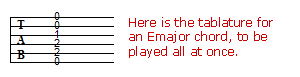 T
A
B
0
0
1
2
2
0
Here is the tablature for
an Emajor chord, to be
played all at once.